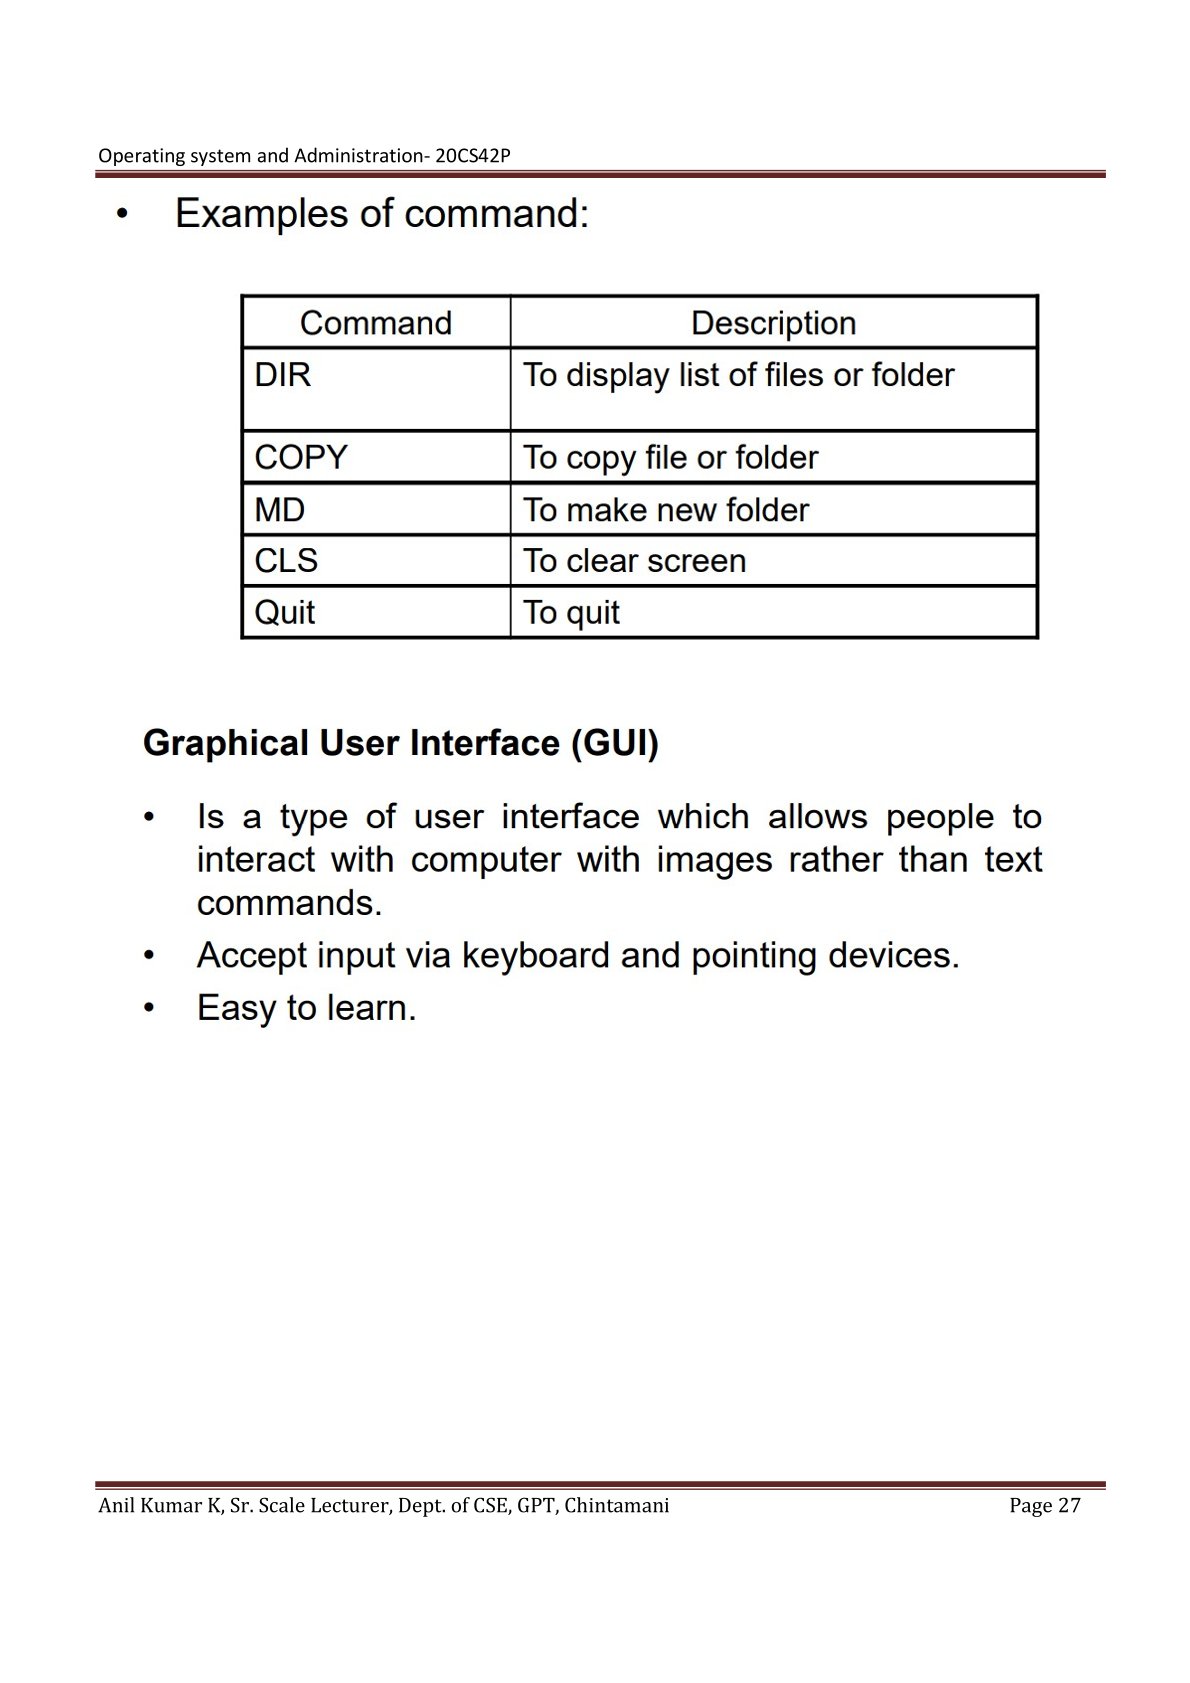 Operating system and Administration- 20CS42P
• Examples of command:
Command Description
DIR To display list of files or folder
COPY To copy file or folder
MD To make new folder
CLS To clear screen
Quit To quit
Graphical User Interface (GUI)
• Is a type of user interface which allows people to
interact with computer with images rather than text
commands.
• Accept input via keyboard and pointing devices.
• Easy to learn.
Anil Kumar K, Sr. Scale Lecturer, Dept. of CSE, GPT, Chintamani Page 27